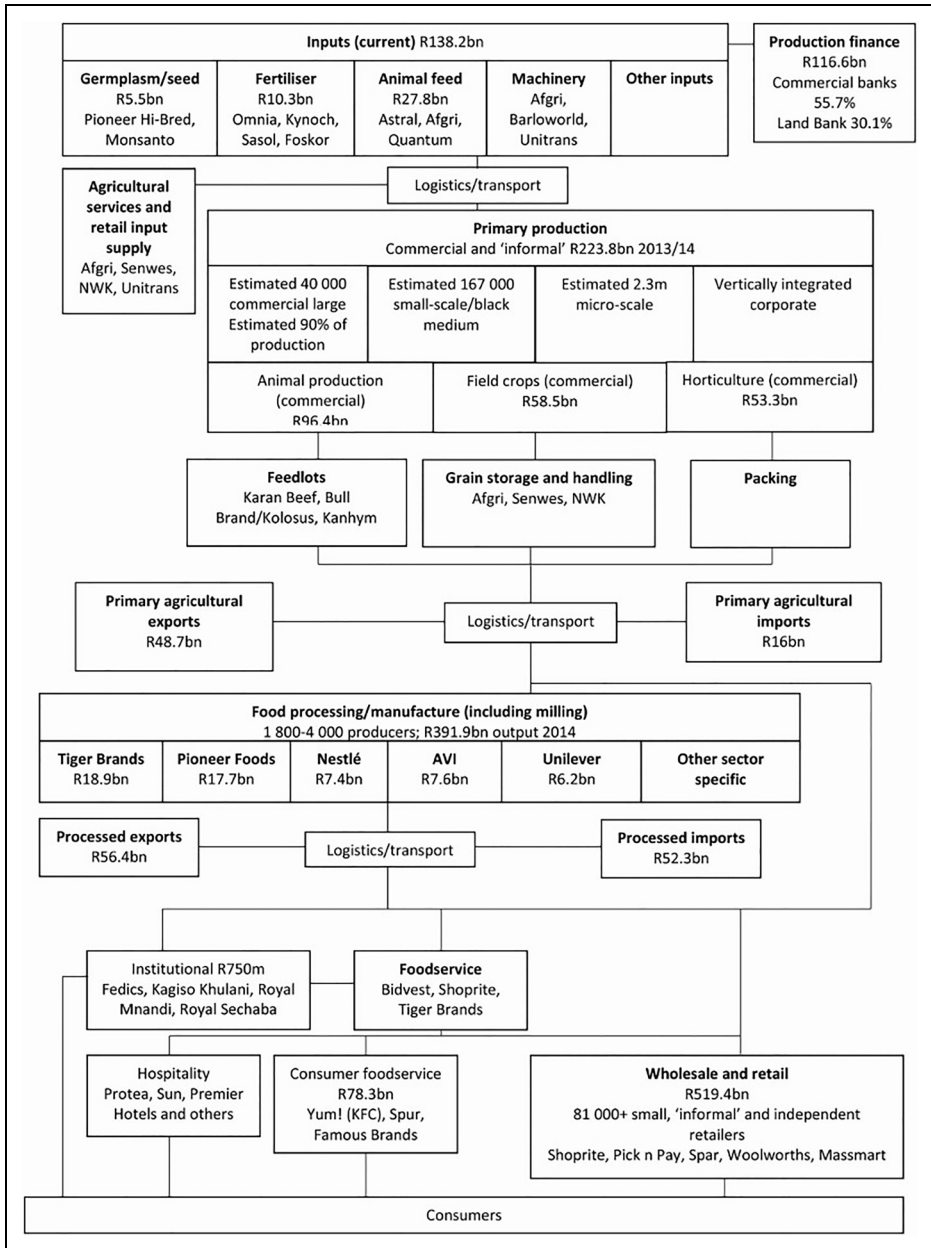 Inputs (current) R138.2bn
Production finance
R116.6bn
Commercial banks
55.7%
Land Bank 30.1%
Germplasm/seed
R5.5bn
Pioneer Hi-Bred,
Monsanto
Fertiliser
R10.3bn
Omnia, Kynoch,
Sasol, Foskor
Animal feed
R27.8bn
Astral, Afgri,
Quantum
Machinery
Afgri,
Barloworld,
Unitrans
Other inputs
Agricultural
services and
retail input
supply
Afgri, Senwes,
NWK, Unitrans
Logistics/transport
Primary production
Commercial and ‘informal’ R223.8bn 2013/14
Estimated 40 000
commercial large
Estimated 90% of
production
Estimated 167 000
small-scale/black
medium
Estimated 2.3m
micro-scale
Vertically integrated
corporate
Animal production
(commercial)
R96.4bn
Field crops (commercial)
R58.5bn
Horticulture (commercial)
R53.3bn
Feedlots
Karan Beef, Bull
Brand/Kolosus, Kanhym
Grain storage and handling
Afgri, Senwes, NWK
Packing
Primary agricultural
exports
R48.7bn
Logistics/transport
Primary agricultural
imports
R16bn
Food processing/manufacture (including milling)
1 800-4 000 producers; R391.9bn output 2014
Tiger Brands
R18.9bn
Pioneer Foods
R17.7bn
Nestlé
R7.4bn
AVI
R7.6bn
Unilever
R6.2bn
Other sector
specific
Processed exports
R56.4bn
Logistics/transport
Processed imports
R52.3bn
Institutional R750m
Fedics, Kagiso Khulani, Royal
Mnandi, Royal Sechaba
Foodservice
Bidvest, Shoprite,
Tiger Brands
Hospitality
Protea, Sun, Premier
Hotels and others
Consumer foodservice
R78.3bn
Yum! (KFC), Spur,
Famous Brands
Wholesale and retail
R519.4bn
81 000+ small, ‘informal’ and independent
retailers
Shoprite, Pick n Pay, Spar, Woolworths, Massmart
Consumers